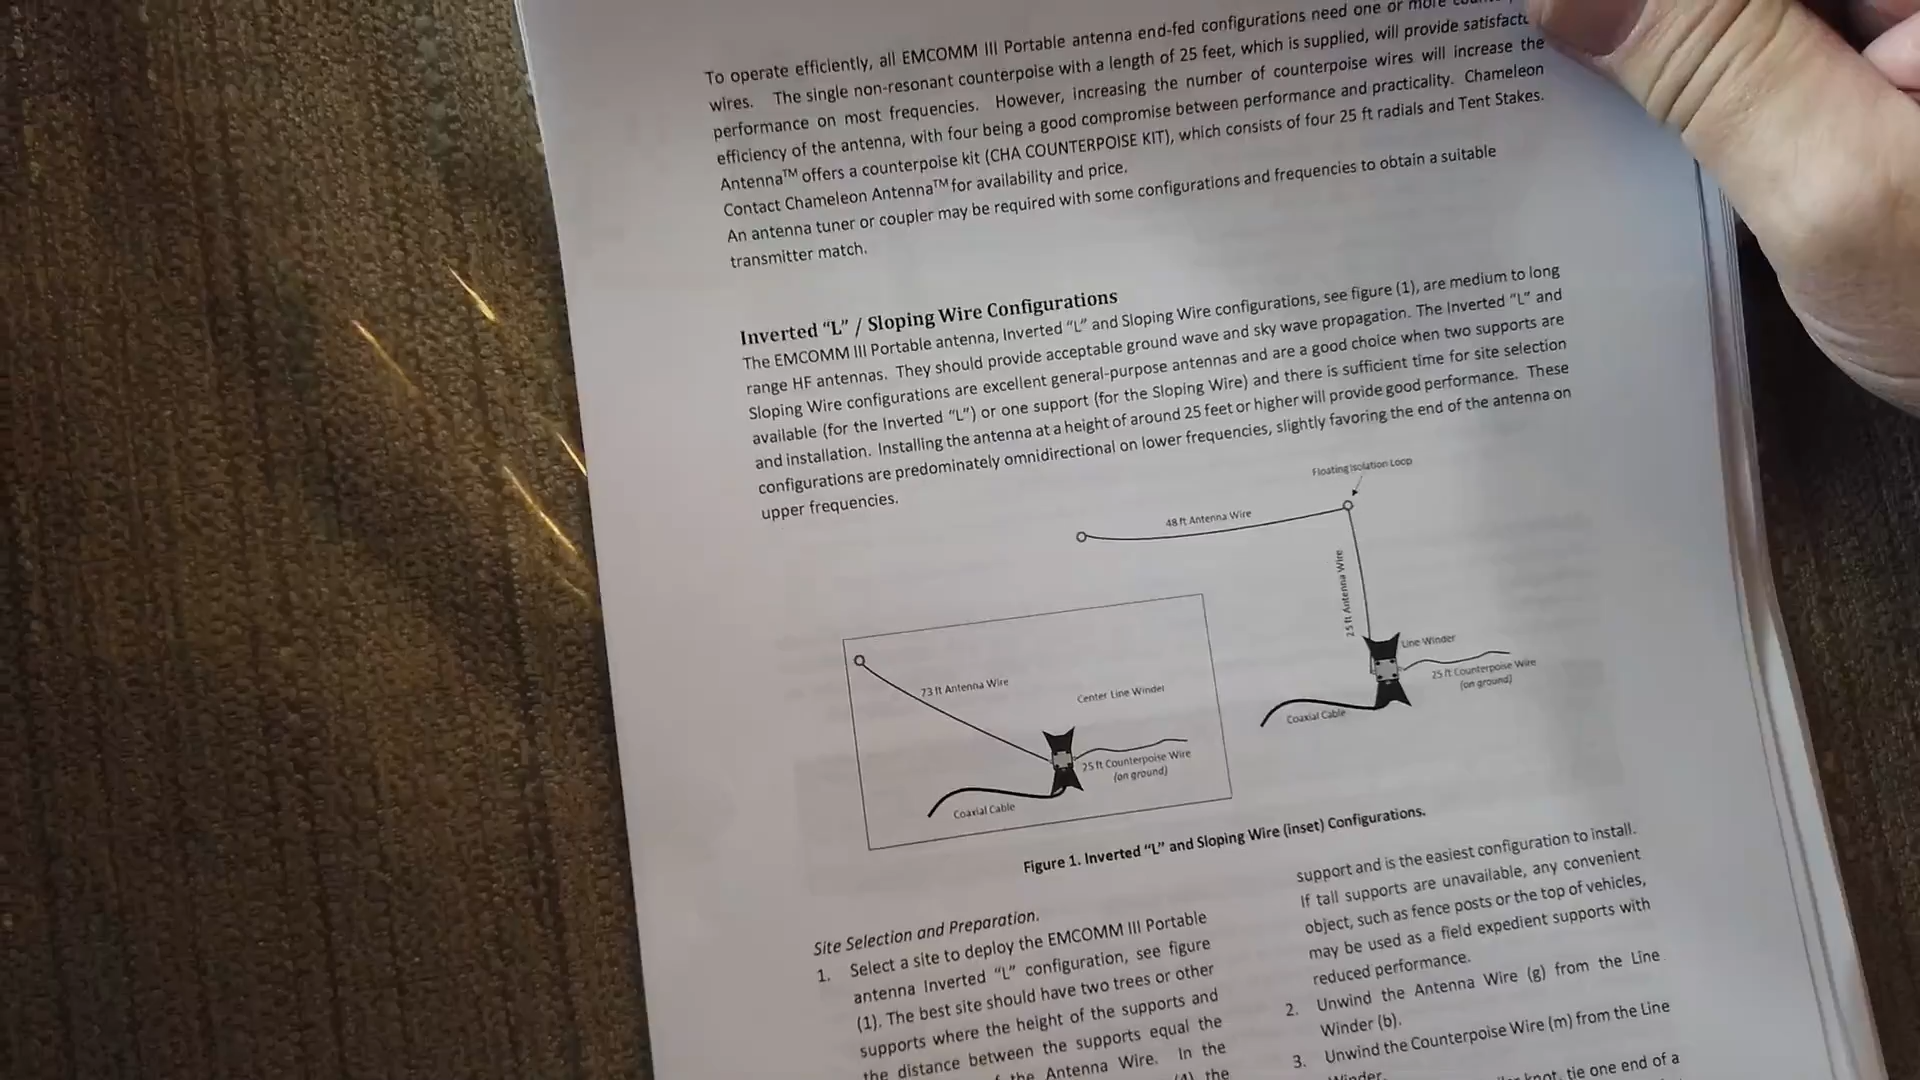 To operate efficiently, all EMCOMM III Portable antenna end-fed configurations need one or more
wires. The single non-resonant counterpoise with a length of 25 feet, which is supplied, will provide
performance on most frequencies. However, increasing the number of counterpoise wires will increase the
efficiency of the antenna, with four being a good compromise between performance and practicality. Chameleon
Antenna™ offers a counterpoise kit (CHA COUNTERPOISE KIT), which consists of four 25 ft radials and Tent Stakes.
Contact Chameleon Antenna™ for availability and price.
An antenna tuner or coupler may be required with some configurations and frequencies to obtain a suitable
transmitter match.
Inverted “L” / Sloping Wire Configurations
The EMCOMM III Portable antenna, Inverted “L” and Sloping Wire configurations, see figure (1), are medium to long
range HF antennas. They should provide acceptable ground wave and sky wave propagation. The Inverted “L” and
Sloping Wire configurations are excellent general-purpose antennas and are a good choice when two supports are
available (for the Inverted “L”) or one support (for the Sloping Wire) and there is sufficient time for site selection
and installation. Installing the antenna at a height of around 25 feet or higher will provide good performance. These
configurations are predominately omnidirectional on lower frequencies, slightly favoring the end of the antenna on
upper frequencies.
Floating Isolation Loop
48 ft Antenna Wire
25 ft Antenna Wire
Line Winder
25 ft Counterpoise Wire
(on ground)
Coaxial Cable
73 ft Antenna Wire
Center Line Winder
25 ft Counterpoise Wire
(on ground)
Coaxial Cable
Figure 1. Inverted “L” and Sloping Wire (inset) Configurations.
Site Selection and Preparation.
1. Select a site to deploy the EMCOMM III Portable
antenna Inverted “L” configuration, see figure
(1). The best site should have two trees or other
supports where the height of the supports and
the distance between the supports equal the
the Antenna Wire. In the
the
support and is the easiest configuration to install.
If tall supports are unavailable, any convenient
object, such as fence posts or the top of vehicles,
may be used as a field expedient supports with
reduced performance.
2. Unwind the Antenna Wire (g) from the Line
Winder (b).
3. Unwind the Counterpoise Wire (m) from the Line
Winder.
knot, tie one end of a